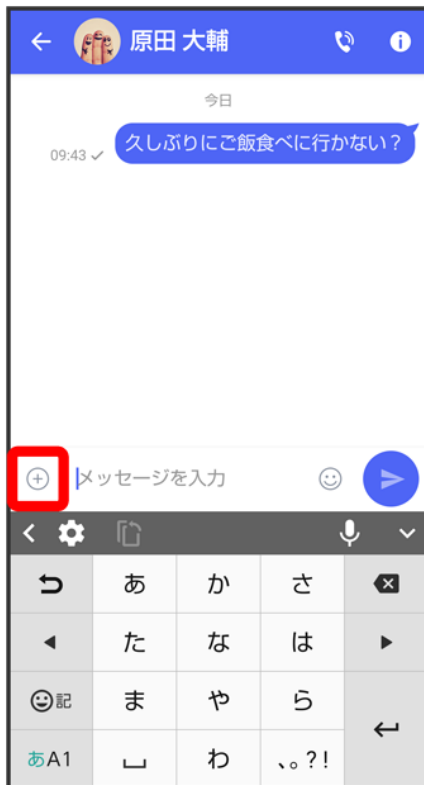 原田 大輔
今日
久しぶりにご飯食べに行かない？
09:43
メッセージを入力
あ か さ
た な は
記 ま や ら
あA1 わ 、。?!